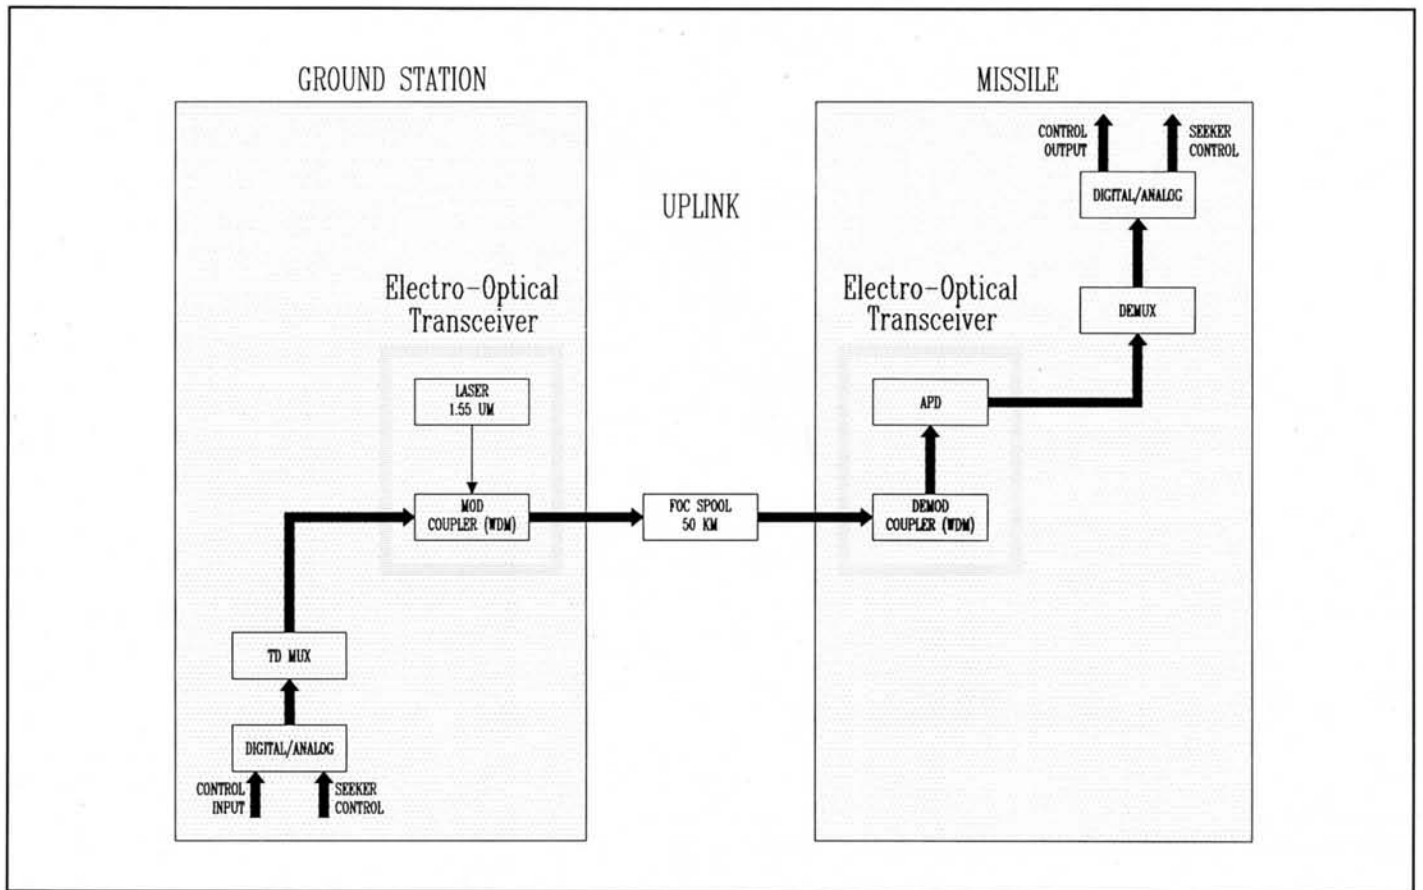 GROUND STATION
MISSILE
UPLINK
CONTROL
OUTPUT
SEEKER
CONTROL
DIGITAL/ANALOG
DEMUX
Electro-Optical
Transceiver
Electro-Optical
Transceiver
LASER
1.55 UM
APD
MOD
COUPLER (WDM)
FOC SPOOL
50 KM
DEMOD
COUPLER (WDM)
TD MUX
DIGITAL/ANALOG
CONTROL
INPUT
SEEKER
CONTROL